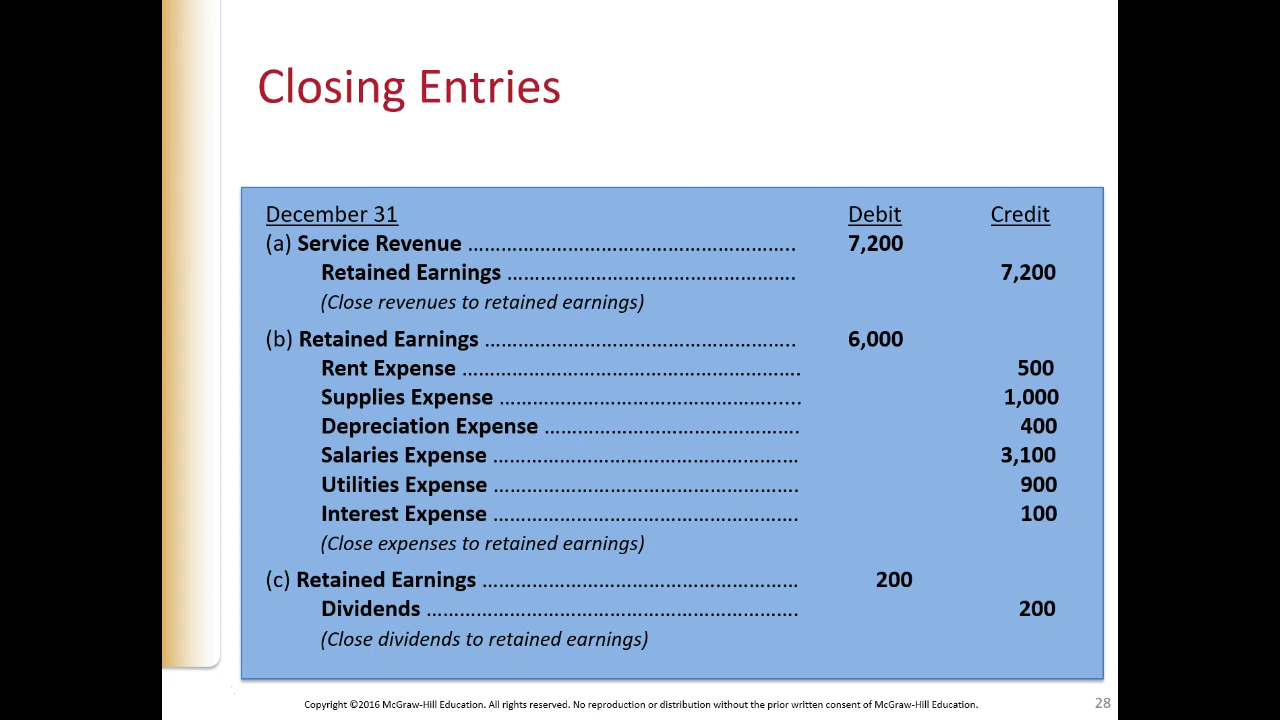 Closing Entries
December 31 Debit Credit
(a) Service Revenue ………………………………………………….. 7,200
Retained Earnings ……………………………………………. 7,200
(Close revenues to retained earnings)
(b) Retained Earnings ……………………………………………….. 6,000
Rent Expense ……………………………………………………. 500
Supplies Expense ………………………………………….…... 1,000
Depreciation Expense ………………………………………. 400
Salaries Expense ………………………………………………. 3,100
Utilities Expense ………………………………………………. 900
Interest Expense ………………………………………………. 100
(Close expenses to retained earnings)
(c) Retained Earnings ………………………………………………… 200
Dividends …………………………………………………………. 200
(Close dividends to retained earnings)
Copyright ©2016 McGraw-Hill Education. All rights reserved. No reproduction or distribution without the prior written consent of McGraw-Hill Education. 28